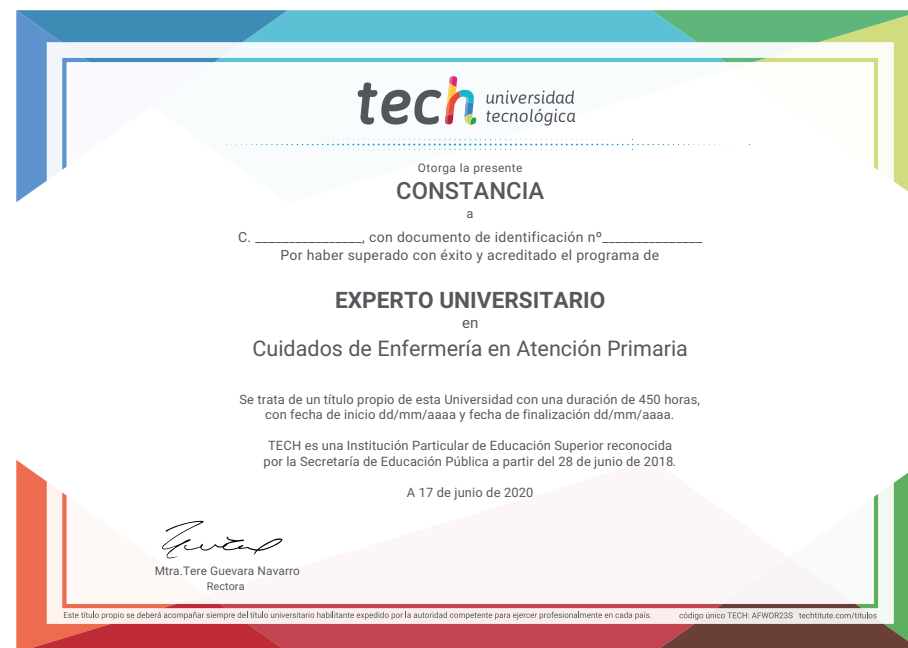 tech universidad
tecnológica
Otorga la presente
CONSTANCIA
a
C. ________________, con documento de identificación nº_______________
Por haber superado con éxito y acreditado el programa de
EXPERTO UNIVERSITARIO
en
Cuidados de Enfermería en Atención Primaria
Se trata de un título propio de esta Universidad con una duración de 450 horas,
con fecha de inicio dd/mm/aaaa y fecha de finalización dd/mm/aaaa.
TECH es una Institución Particular de Educación Superior reconocida
por la Secretaría de Educación Pública a partir del 28 de junio de 2018.
A 17 de junio de 2020
Mtra.Tere Guevara Navarro
Rectora
Este título propio se deberá acompañar siempre del título universitario habilitante expedido por la autoridad competente para ejercer profesionalmente en cada país. código único TECH: AFWOR23S techtitute.com/titulos